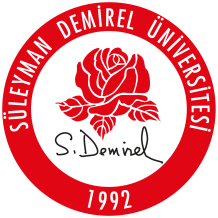 SÜLEYMAN DEMİREL ÜNİVERSİTESİ
S. Demirel
1992